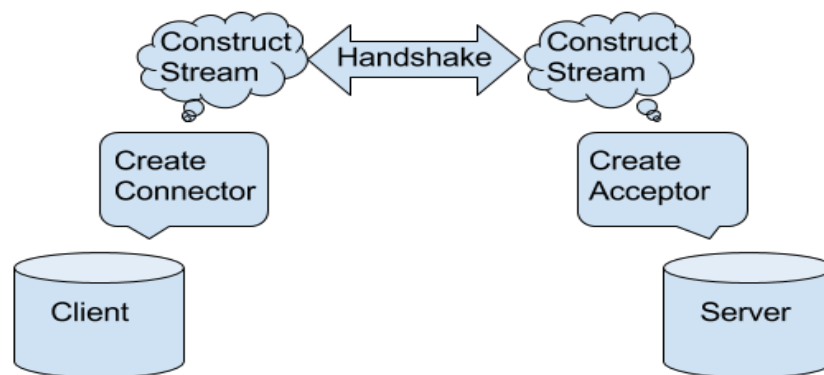 Construct
Stream
Handshake
Construct
Stream
Create
Connector
Create
Acceptor
Client
Server